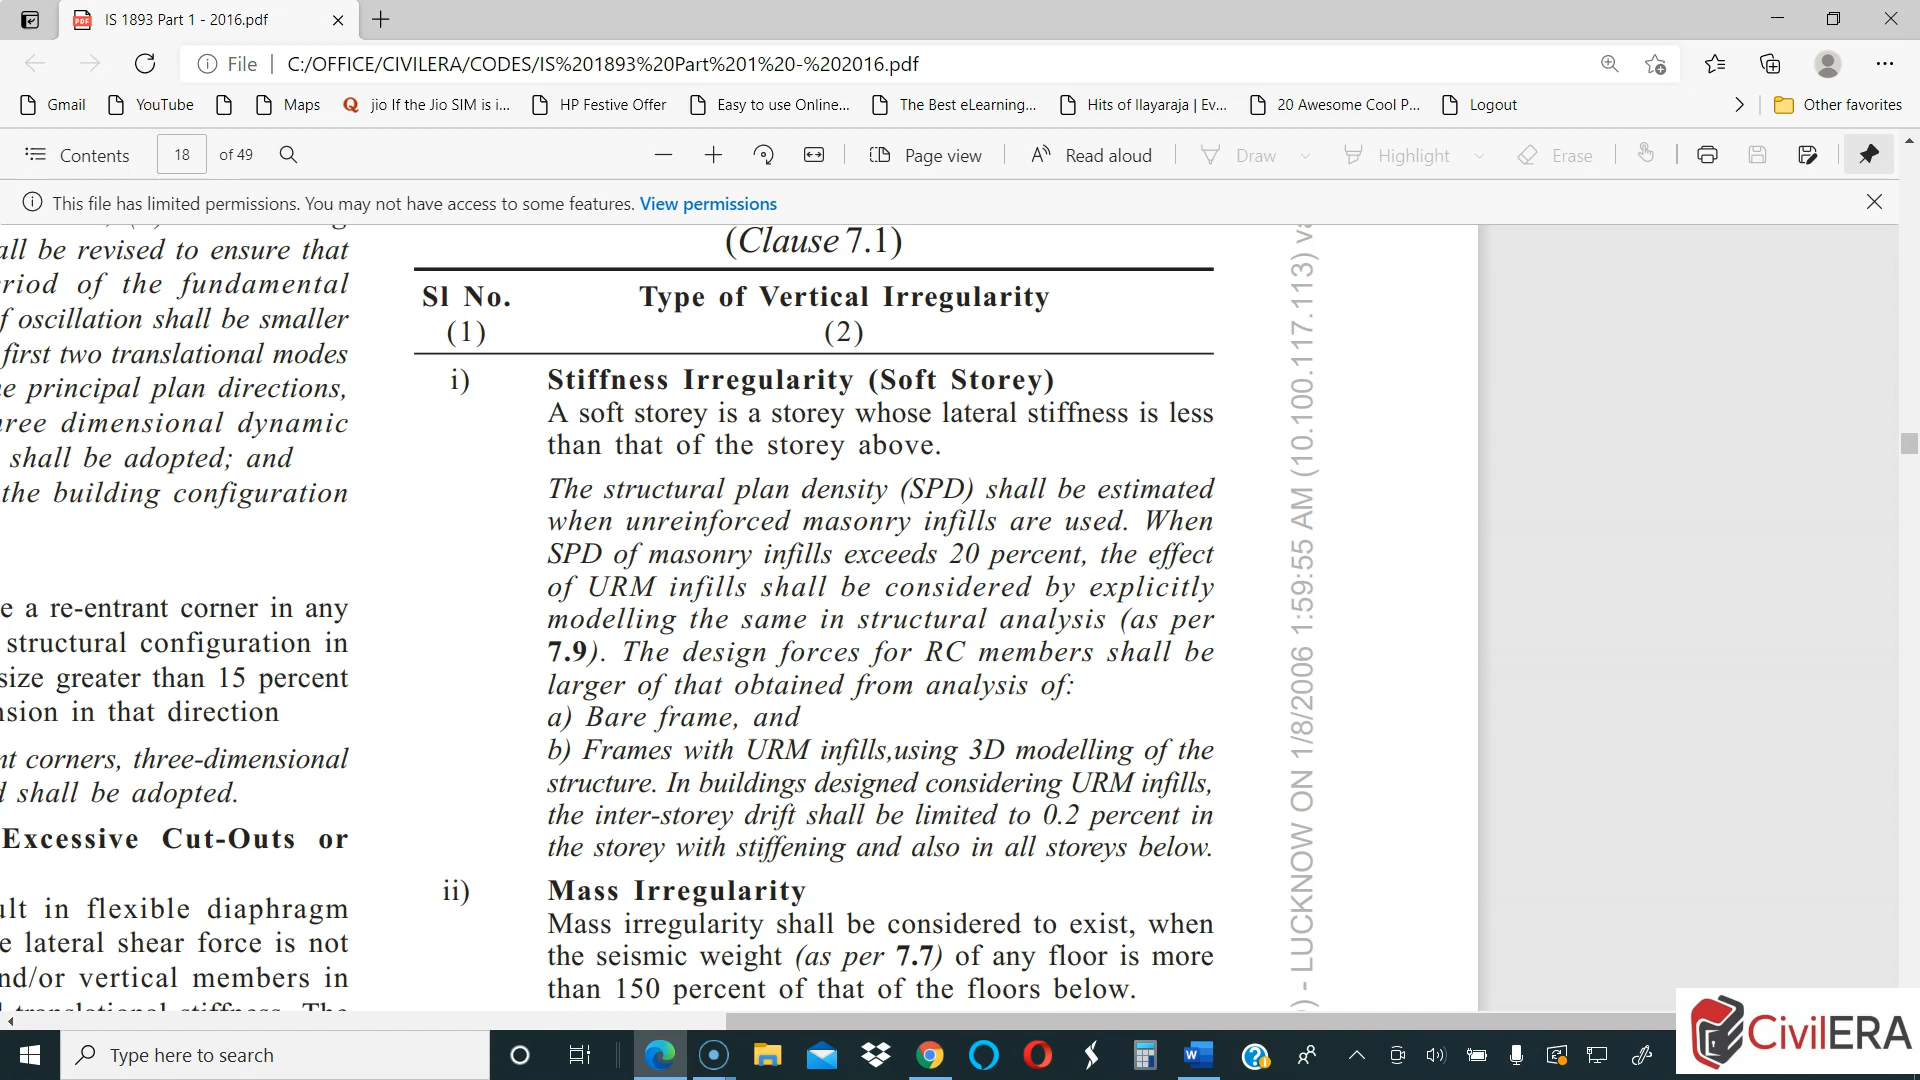 IS 1893 Part 1 - 2016.pdf
File | C:/OFFICE/CIVILERA/CODES/IS%201893%20Part%201%20-%202016.pdf
Gmail YouTube Maps jio If the Jio SIM is i... HP Festive Offer Easy to use Online... The Best eLearning... Hits of Ilayaraja | Ev... 20 Awesome Cool P... Logout Other favorites
Contents 18 of 49 Page view Read aloud Draw Highlight Erase
This file has limited permissions. You may not have access to some features. View permissions
all be revised to ensure that
riod of the fundamental
f oscillation shall be smaller
first two translational modes
e principal plan directions,
ree dimensional dynamic
shall be adopted; and
the building configuration
e a re-entrant corner in any
structural configuration in
size greater than 15 percent
nsion in that direction
nt corners, three-dimensional
d shall be adopted.
Excessive Cut-Outs or
ult in flexible diaphragm
e lateral shear force is not
nd/or vertical members in
(Clause 7.1)
Sl No. Type of Vertical Irregularity
(1) (2)
i) Stiffness Irregularity (Soft Storey)
A soft storey is a storey whose lateral stiffness is less
than that of the storey above.
The structural plan density (SPD) shall be estimated
when unreinforced masonry infills are used. When
SPD of masonry infills exceeds 20 percent, the effect
of URM infills shall be considered by explicitly
modelling the same in structural analysis (as per
7.9). The design forces for RC members shall be
larger of that obtained from analysis of:
a) Bare frame, and
b) Frames with URM infills,using 3D modelling of the
structure. In buildings designed considering URM infills,
the inter-storey drift shall be limited to 0.2 percent in
the storey with stiffening and also in all storeys below.
ii) Mass Irregularity
Mass irregularity shall be considered to exist, when
the seismic weight (as per 7.7) of any floor is more
than 150 percent of that of the floors below.
) - LUCKNOW ON 1/8/2006 1:59:55 AM (10.100.117.113) va
Type here to search
CivilERA